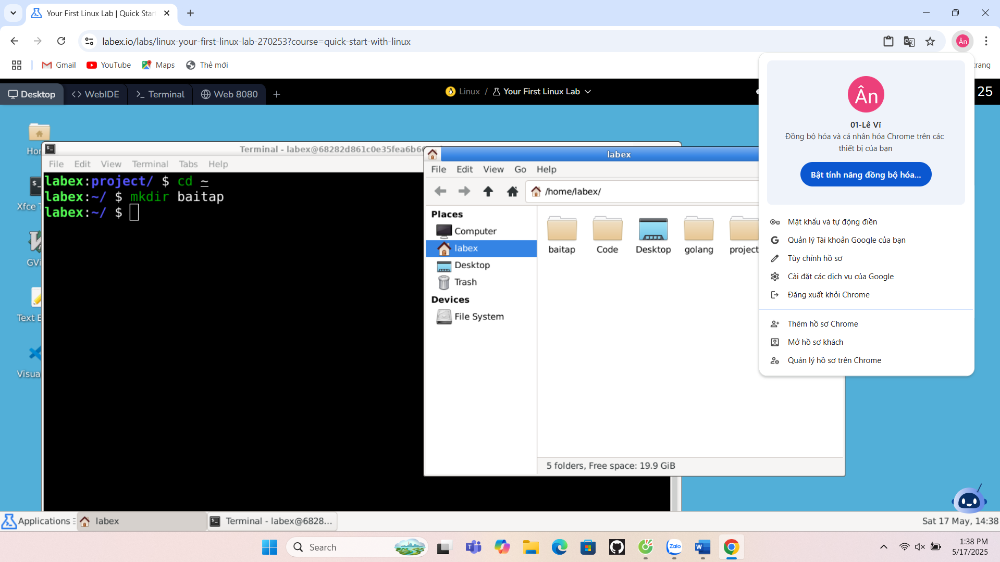 Your First Linux Lab | Quick Star
labex.io/labs/linux-your-first-linux-lab-270253?course=quick-start-with-linux
Ân
Gmail
YouTube
Maps
Thẻ mới
trang
Desktop
WebIDE
Terminal
Web 8080
Linux / Your First Linux Lab
25
Ân
01-Lê Vĩ
Đồng bộ hóa và cá nhân hóa Chrome trên các
thiết bị của bạn
Bật tính năng đồng bộ hóa...
Mật khẩu và tự động điền
Quản lý Tài khoản Google của bạn
Tùy chỉnh hồ sơ
Cài đặt các dịch vụ của Google
Đăng xuất khỏi Chrome
Thêm hồ sơ Chrome
Mở hồ sơ khách
Quản lý hồ sơ trên Chrome
Xfce T
GVi
Text E
Visua
Terminal - labex@68282d861c0e35fea6b6
File Edit View Terminal Tabs Help
labex:project/ $ cd ~
labex:~/ $ mkdir baitap
labex:~/ $
labex
File Edit View Go Help
/home/labex/
Places
Computer
labex
Desktop
Trash
Devices
File System
baitap
Code
Desktop
golang
project
5 folders, Free space: 19.9 GiB
Applications
labex
Terminal - labex@6828...
Sat 17 May, 14:38
Search
Zalo
W
1:38 PM
5/17/2025